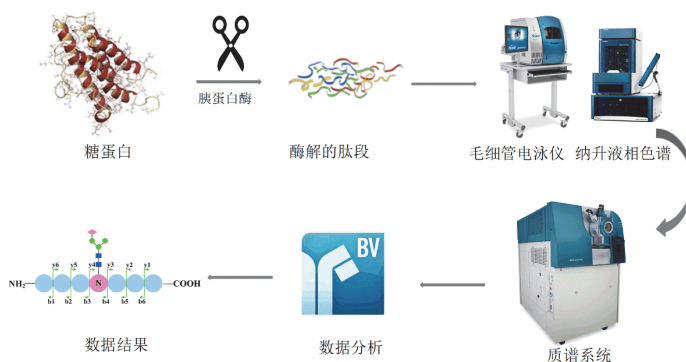 胰蛋白酶
糖蛋白
酶解的肽段
毛细管电泳仪
纳升液相色谱
BV
y6 y5 y4 y3 y2 y1
NH₂ N COOH
b1 b2 b3 b4 b5 b6
数据结果
数据分析
质谱系统